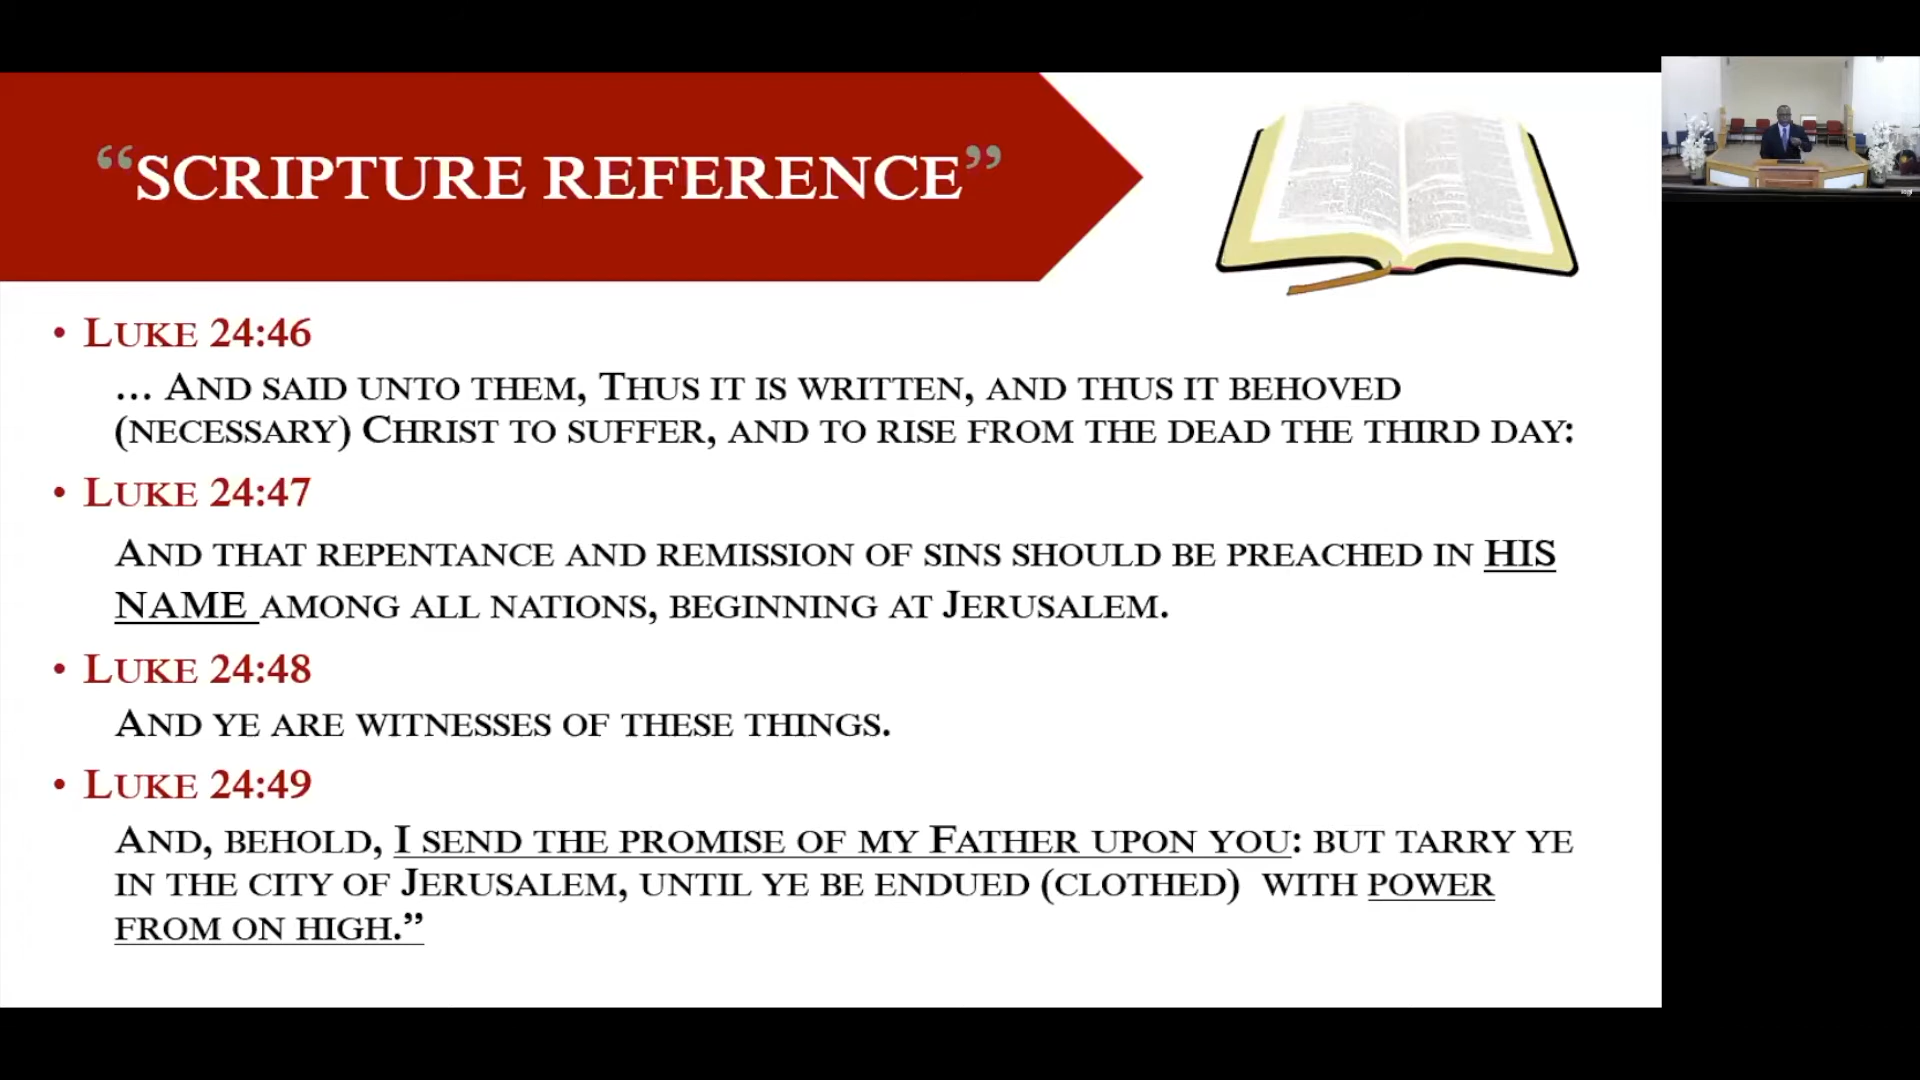 “SCRIPTURE REFERENCE”
• LUKE 24:46
... AND SAID UNTO THEM, THUS IT IS WRITTEN, AND THUS IT BEHOVED
(NECESSARY) CHRIST TO SUFFER, AND TO RISE FROM THE DEAD THE THIRD DAY:
• LUKE 24:47
AND THAT REPENTANCE AND REMISSION OF SINS SHOULD BE PREACHED IN HIS
NAME AMONG ALL NATIONS, BEGINNING AT JERUSALEM.
• LUKE 24:48
AND YE ARE WITNESSES OF THESE THINGS.
• LUKE 24:49
AND, BEHOLD, I SEND THE PROMISE OF MY FATHER UPON YOU: BUT TARRY YE
IN THE CITY OF JERUSALEM, UNTIL YE BE ENDUED (CLOTHED) WITH POWER
FROM ON HIGH.”